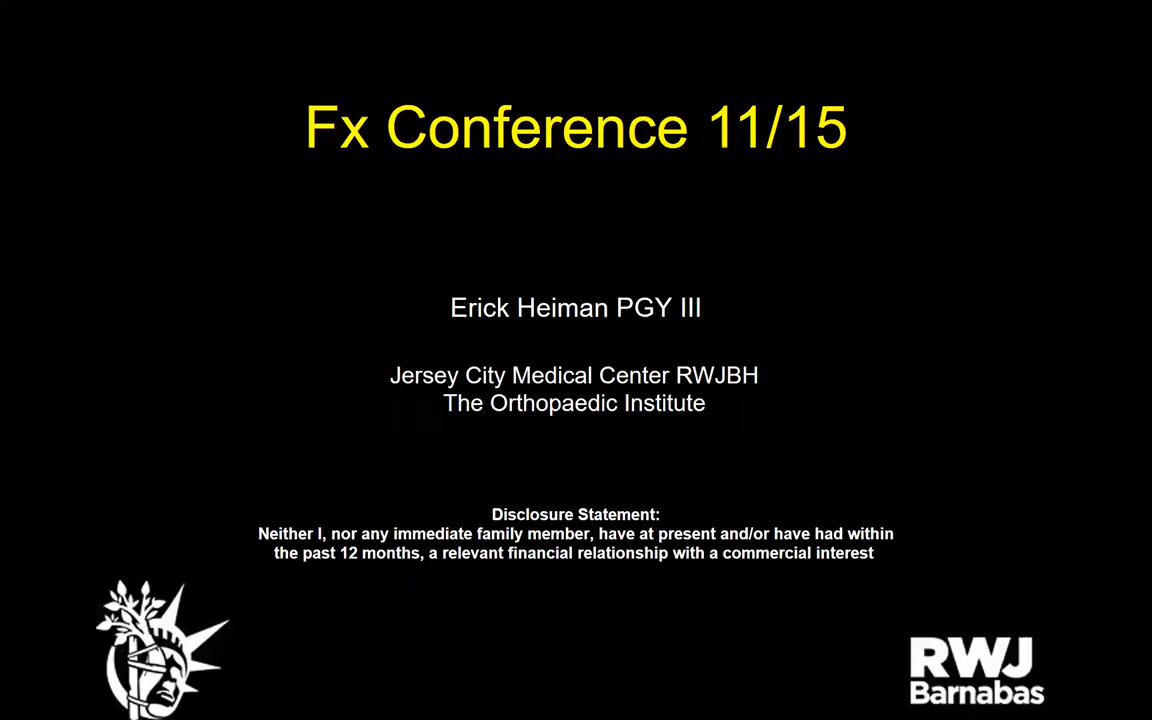 Fx Conference 11/15
Erick Heiman PGY III
Jersey City Medical Center RWJBH
The Orthopaedic Institute
Disclosure Statement:
Neither I, nor any immediate family member, have at present and/or have had within
the past 12 months, a relevant financial relationship with a commercial interest
RWJ
Barnabas